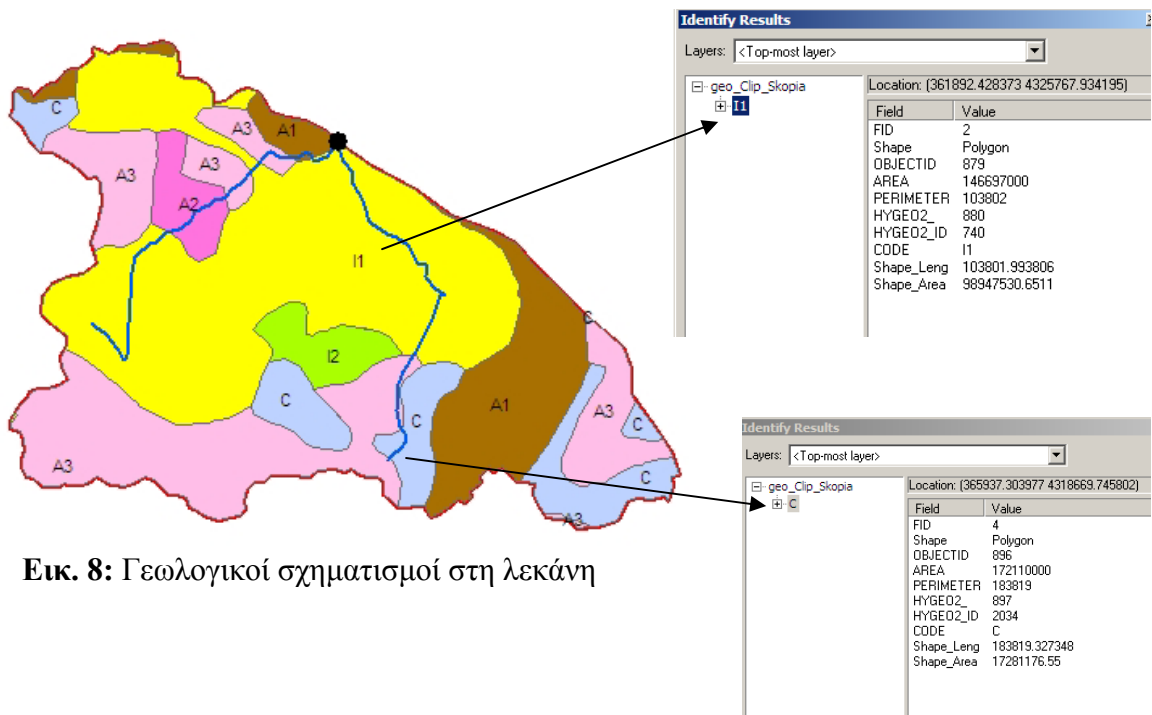 Identify Results
Layers: <Top-most layer>
geo_Clip_Skopia
I1
Location: (361892.428373 4325767.934195)
Field Value
FID 2
Shape Polygon
OBJECTID 879
AREA 146697000
PERIMETER 103802
HYGEO2_ 880
HYGEO2_ID 740
CODE I1
Shape_Leng 103801.993806
Shape_Area 98947530.6511
C
A3
A1
A3
A3
A2
I1
C
I2
C
C
A1
A3
C
A3
C
A3
Identify Results
Layers: <Top-most layer>
geo_Clip_Skopia
C
Location: (365937.303977 4318669.745802)
Field Value
FID 4
Shape Polygon
OBJECTID 896
AREA 172110000
PERIMETER 183819
HYGEO2_ 897
HYGEO2_ID 2034
CODE C
Shape_Leng 183819.327348
Shape_Area 17281176.55
Εικ. 8: Γεωλογικοί σχηματισμοί στη λεκάνη